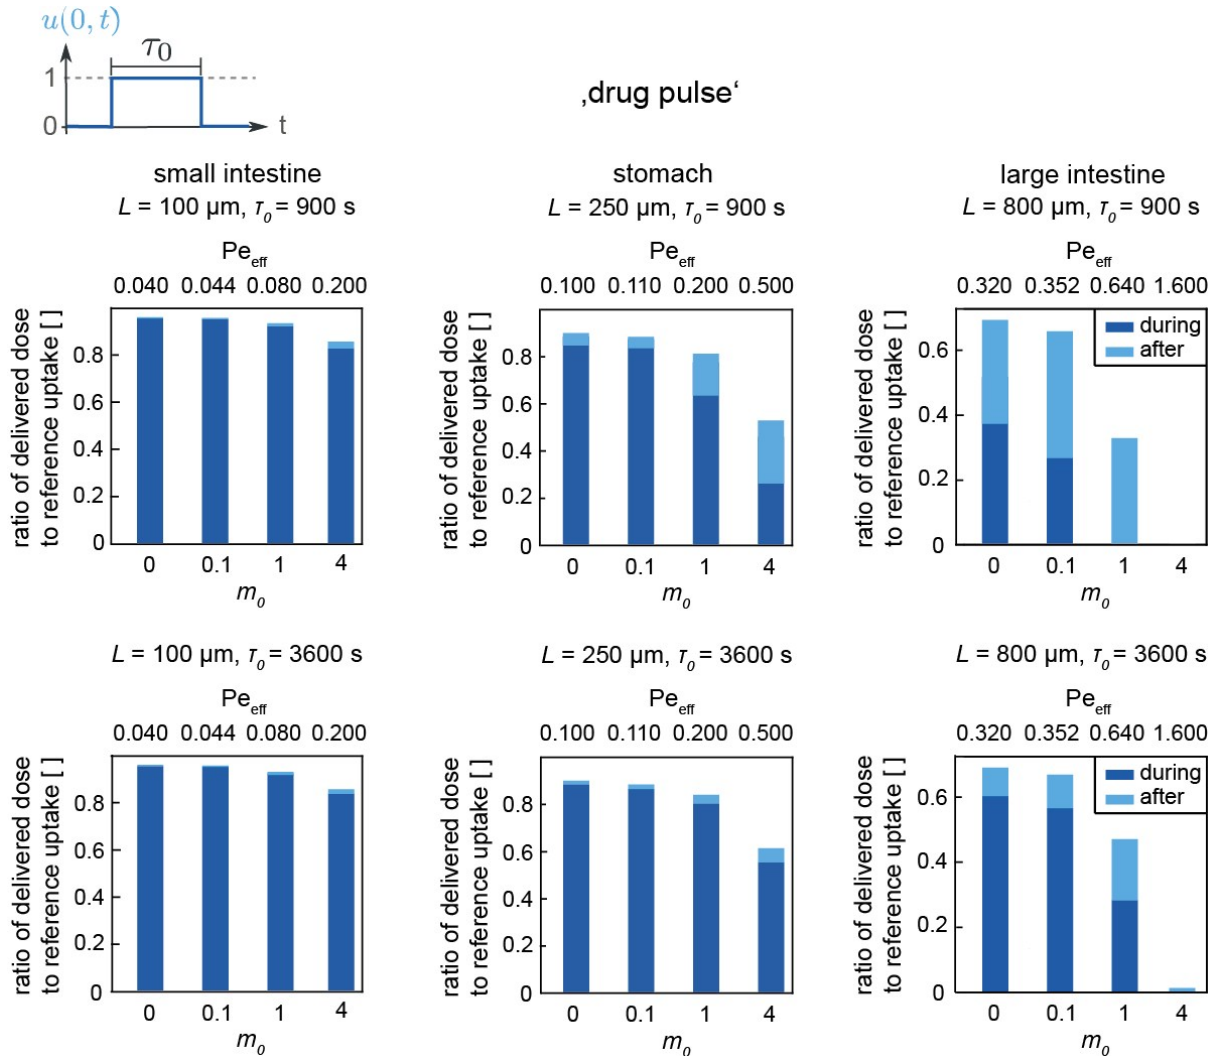 u(0, t)
τ0
1
0
t
‚drug pulse‘
small intestine
L = 100 µm, τ0 = 900 s
Peeff
0.040 0.044 0.080 0.200
ratio of delivered dose
to reference uptake [ ]
0.8
0.6
0.4
0.2
0
0 0.1 1 4
m0
stomach
L = 250 µm, τ0 = 900 s
Peeff
0.100 0.110 0.200 0.500
ratio of delivered dose
to reference uptake [ ]
0.8
0.6
0.4
0.2
0
0 0.1 1 4
m0
large intestine
L = 800 µm, τ0 = 900 s
Peeff
0.320 0.352 0.640 1.600
during
after
ratio of delivered dose
to reference uptake [ ]
0.6
0.4
0.2
0
0 0.1 1 4
m0
L = 100 µm, τ0 = 3600 s
Peeff
0.040 0.044 0.080 0.200
ratio of delivered dose
to reference uptake [ ]
0.8
0.6
0.4
0.2
0
0 0.1 1 4
m0
L = 250 µm, τ0 = 3600 s
Peeff
0.100 0.110 0.200 0.500
ratio of delivered dose
to reference uptake [ ]
0.8
0.6
0.4
0.2
0
0 0.1 1 4
m0
L = 800 µm, τ0 = 3600 s
Peeff
0.320 0.352 0.640 1.600
during
after
ratio of delivered dose
to reference uptake [ ]
0.6
0.4
0.2
0
0 0.1 1 4
m0